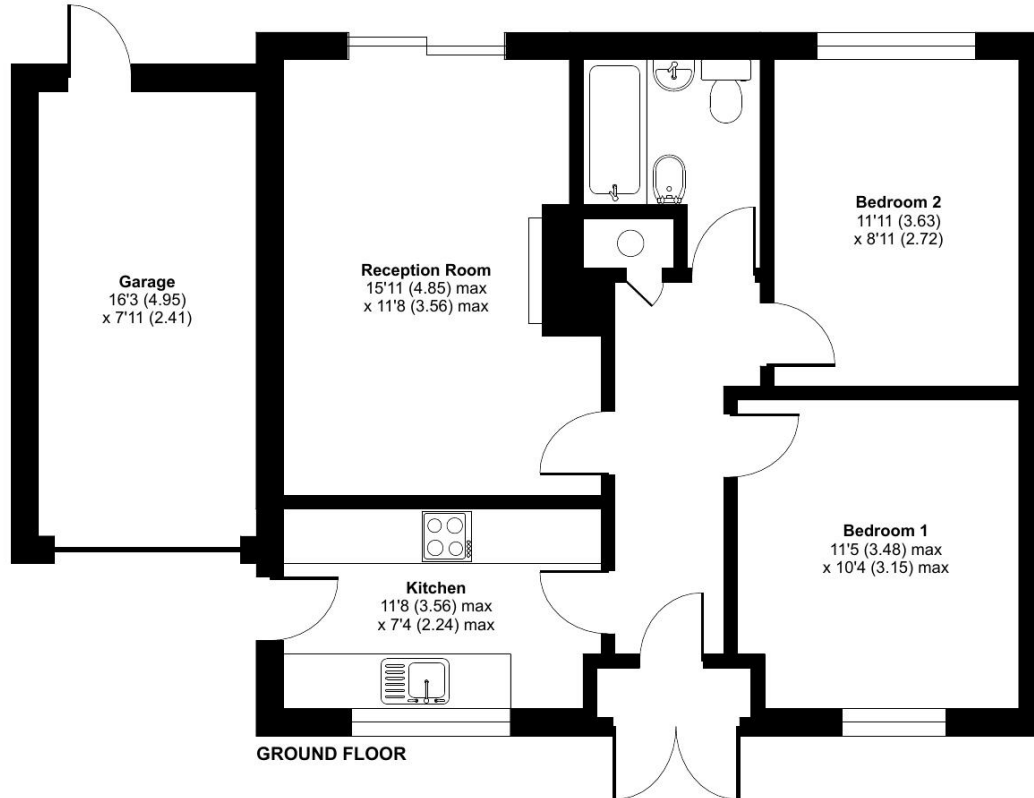 Garage
16'3 (4.95)
x 7'11 (2.41)
Reception Room
15'11 (4.85) max
x 11'8 (3.56) max
Bedroom 2
11'11 (3.63)
x 8'11 (2.72)
Bedroom 1
11'5 (3.48) max
x 10'4 (3.15) max
Kitchen
11'8 (3.56) max
x 7'4 (2.24) max
GROUND FLOOR